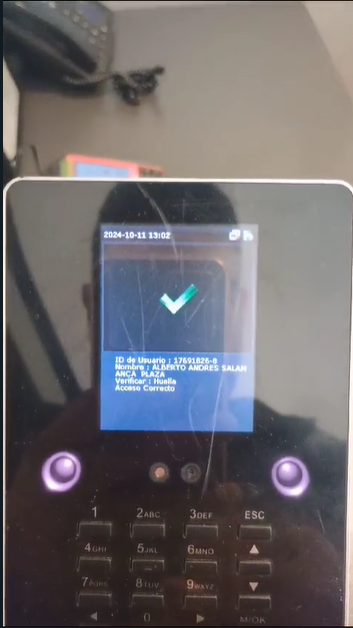 2024-10-11 13:02
ID de Usuario : 17691826-8
Nombre : ALBERTO ANDRES SALAM
ANCA PLAZA
Verificar : Huella
Acceso Correcto
1 2ABC 3DEF ESC
4GHI 5JKL 6MNO ▲
7PQRS 8TUV 9WXYZ ▼
◀ 0 ▶ M/OK